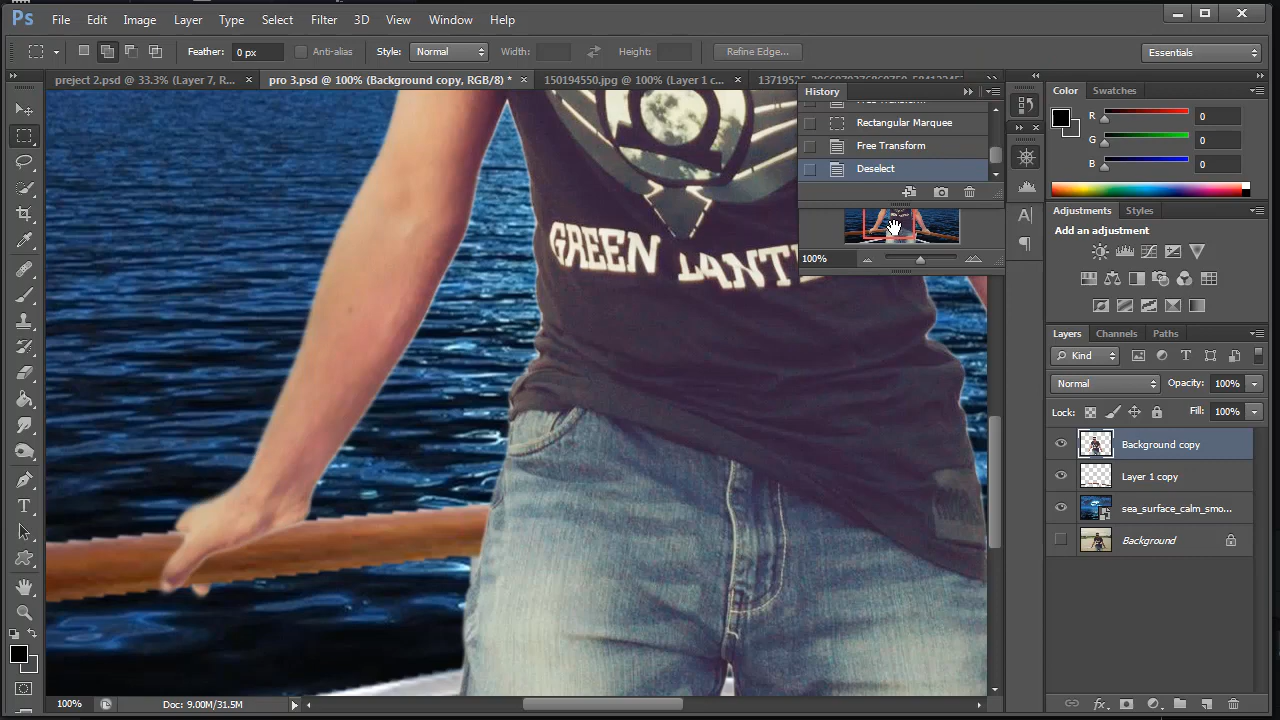 Ps File Edit Image Layer Type Select Filter 3D View Window Help
Feather: 0 px Anti-alias Style: Normal Width: Height: Refine Edge... Essentials
preject 2.psd @ 33.3% (Layer 7, R... × pro 3.psd @ 100% (Background copy, RGB/8) * × 150194550.jpg @ 100% (Layer 1 c... ×
History
Rectangular Marquee
Free Transform
Deselect
100%
Color Swatches
R 0
G 0
B 0
Adjustments Styles
Add an adjustment
Layers Channels Paths
Kind
Normal Opacity: 100%
Lock: Fill: 100%
Background copy
Layer 1 copy
sea_surface_calm_smo...
Background
GREEN LANT
100% Doc: 9.00M/31.5M